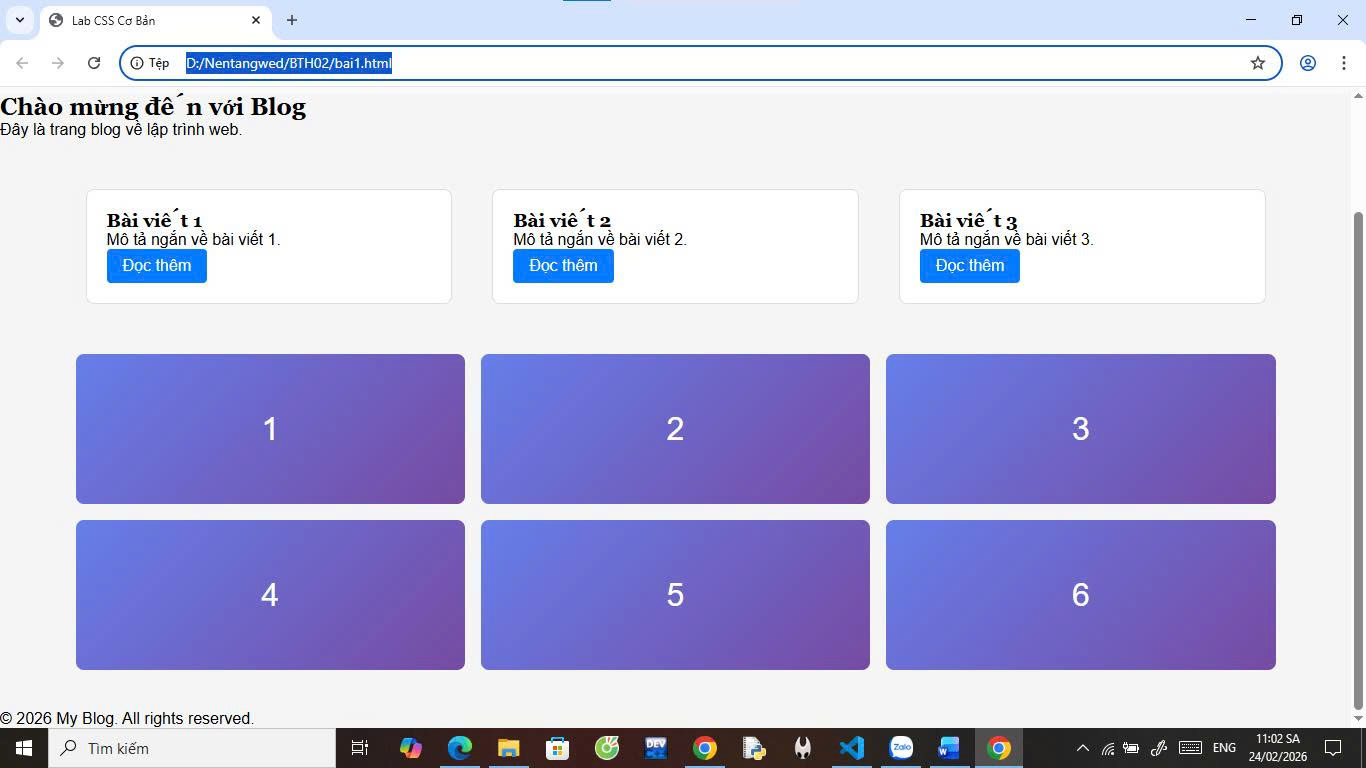 Lab CSS Cơ Bản
Tệp D:/Nentangwed/BTH02/bai1.html
Chào mừng đến với Blog
Đây là trang blog về lập trình web.
Bài viết 1
Mô tả ngắn về bài viết 1.
Đọc thêm
Bài viết 2
Mô tả ngắn về bài viết 2.
Đọc thêm
Bài viết 3
Mô tả ngắn về bài viết 3.
Đọc thêm
1
2
3
4
5
6
© 2026 My Blog. All rights reserved.
Tìm kiếm
DEV
Zalo
ENG
11:02 SA
24/02/2026